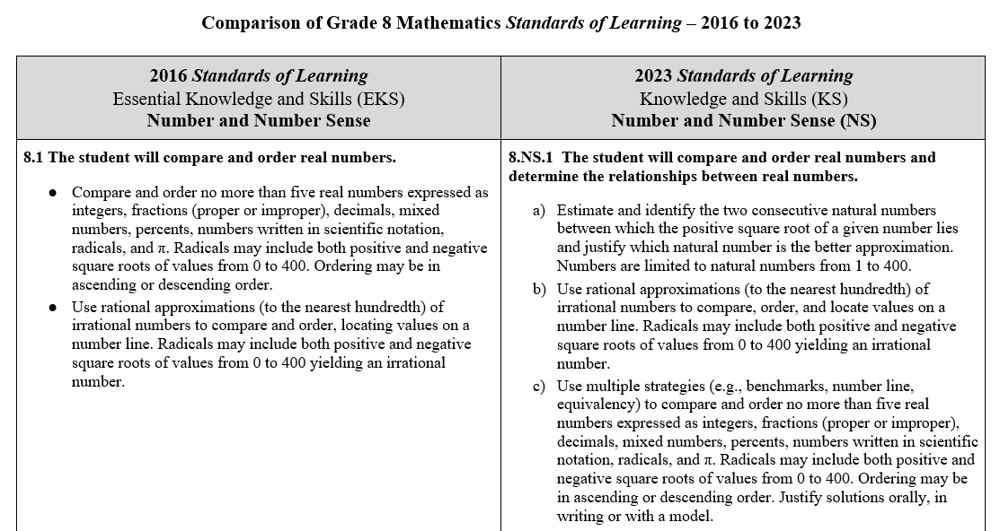 Comparison of Grade 8 Mathematics Standards of Learning – 2016 to 2023
2016 Standards of Learning
Essential Knowledge and Skills (EKS)
Number and Number Sense
2023 Standards of Learning
Knowledge and Skills (KS)
Number and Number Sense (NS)
8.1 The student will compare and order real numbers.
● Compare and order no more than five real numbers expressed as
integers, fractions (proper or improper), decimals, mixed
numbers, percents, numbers written in scientific notation,
radicals, and π. Radicals may include both positive and negative
square roots of values from 0 to 400. Ordering may be in
ascending or descending order.
● Use rational approximations (to the nearest hundredth) of
irrational numbers to compare and order, locating values on a
number line. Radicals may include both positive and negative
square roots of values from 0 to 400 yielding an irrational
number.
8.NS.1 The student will compare and order real numbers and
determine the relationships between real numbers.
a) Estimate and identify the two consecutive natural numbers
between which the positive square root of a given number lies
and justify which natural number is the better approximation.
Numbers are limited to natural numbers from 1 to 400.
b) Use rational approximations (to the nearest hundredth) of
irrational numbers to compare, order, and locate values on a
number line. Radicals may include both positive and negative
square roots of values from 0 to 400 yielding an irrational
number.
c) Use multiple strategies (e.g., benchmarks, number line,
equivalency) to compare and order no more than five real
numbers expressed as integers, fractions (proper or improper),
decimals, mixed numbers, percents, numbers written in scientific
notation, radicals, and π. Radicals may include both positive and
negative square roots of values from 0 to 400. Ordering may be
in ascending or descending order. Justify solutions orally, in
writing or with a model.